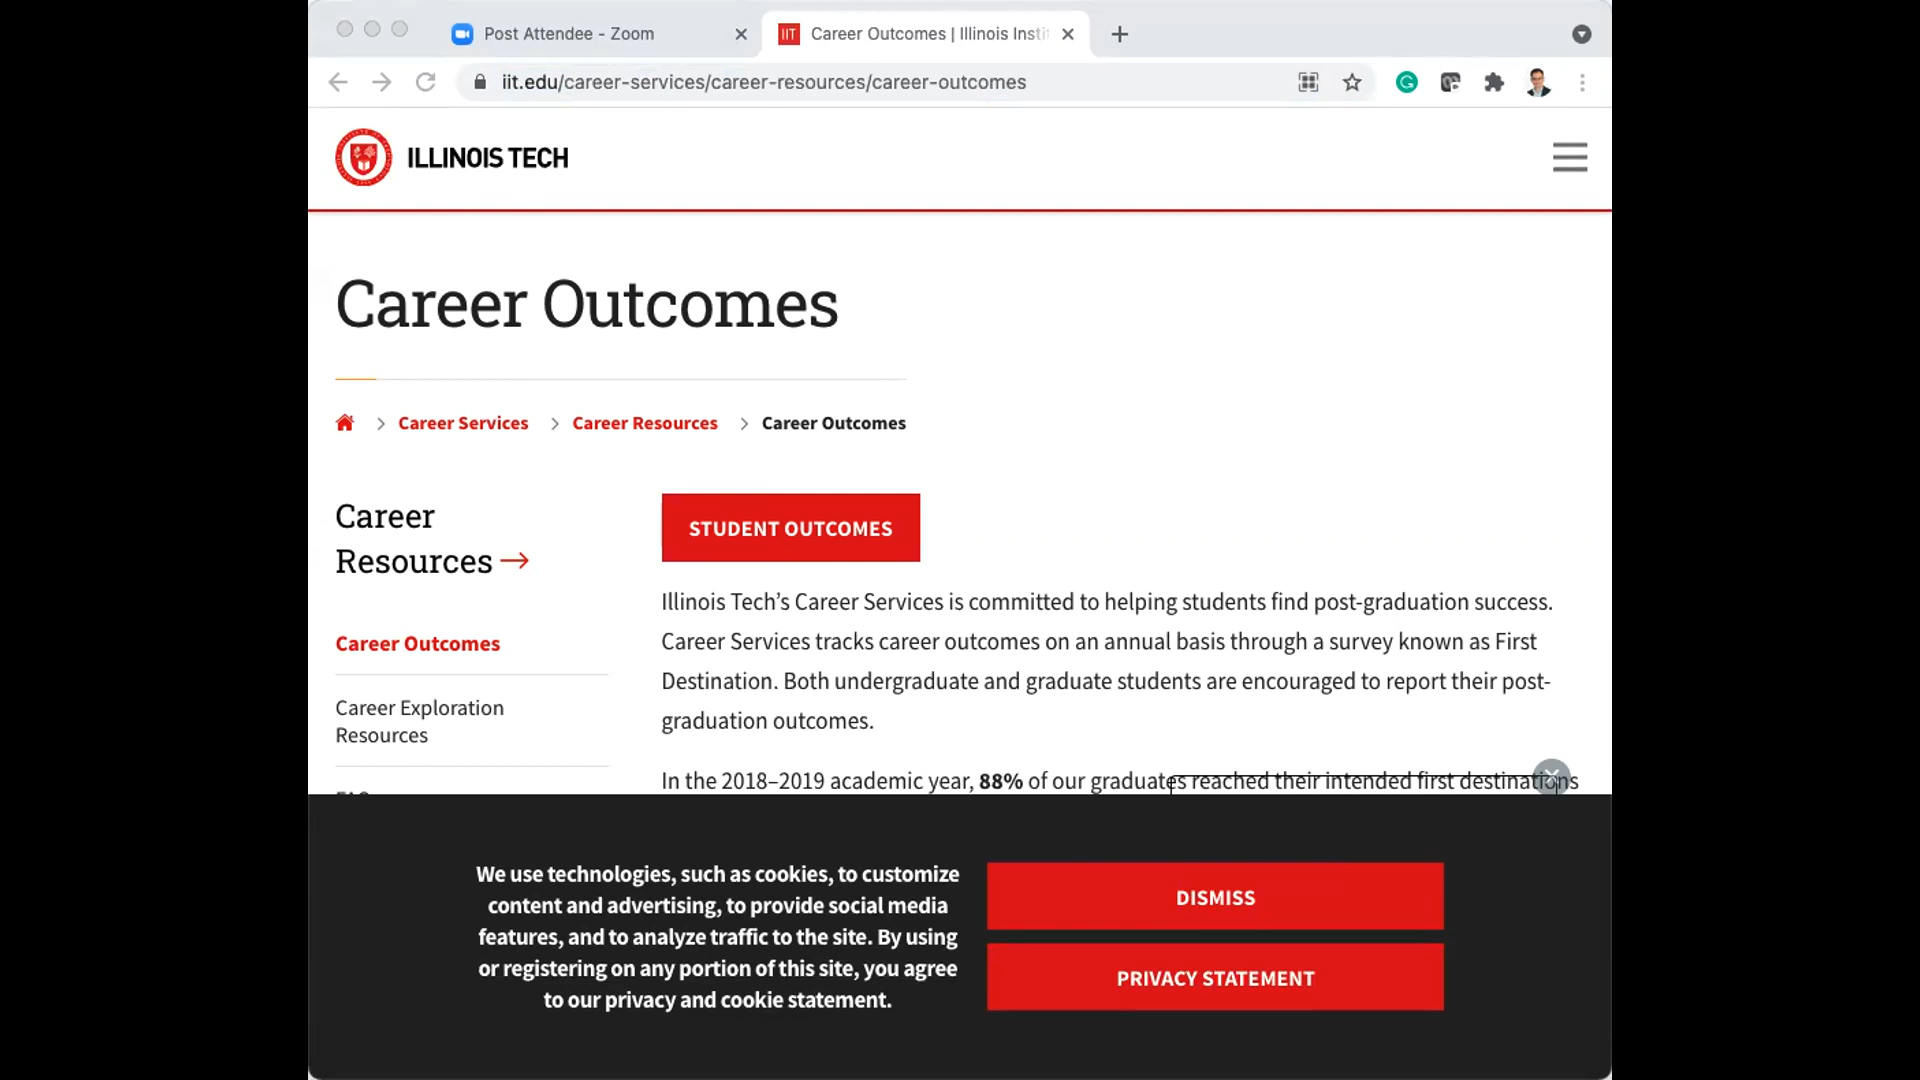 Post Attendee - Zoom
IIT Career Outcomes | Illinois Insti
iit.edu/career-services/career-resources/career-outcomes
ILLINOIS TECH
Career Outcomes
Career Services Career Resources Career Outcomes
Career
Resources
STUDENT OUTCOMES
Illinois Tech’s Career Services is committed to helping students find post-graduation success.
Career Services tracks career outcomes on an annual basis through a survey known as First
Destination. Both undergraduate and graduate students are encouraged to report their post-
graduation outcomes.
Career Outcomes
Career Exploration
Resources
In the 2018–2019 academic year, 88% of our graduates reached their intended first destinations
We use technologies, such as cookies, to customize
content and advertising, to provide social media
features, and to analyze traffic to the site. By using
or registering on any portion of this site, you agree
to our privacy and cookie statement.
DISMISS
PRIVACY STATEMENT